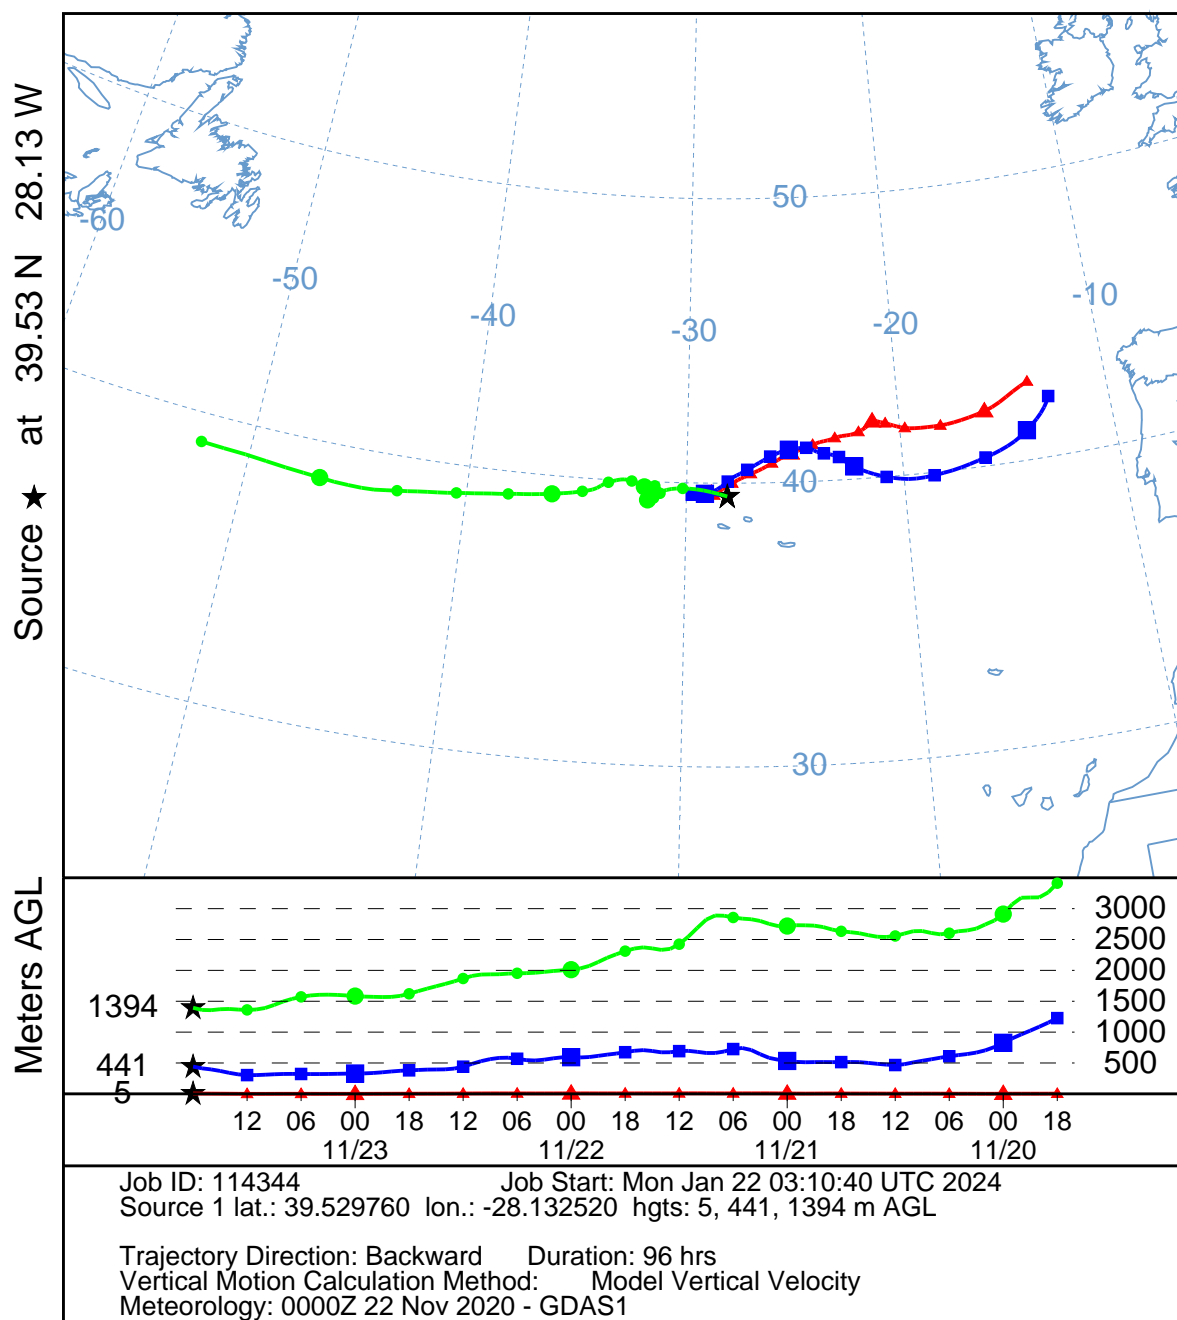 Source ★ at 39.53 N 28.13 W
-60
-50
-40
-30
-20
-10
50
40
30
Meters AGL
1394
441
5
3000
2500
2000
1500
1000
500
12 06 00 18 12 06 00 18 12 06 00 18 12 06 00 18
11/23 11/22 11/21 11/20
Job ID: 114344 Job Start: Mon Jan 22 03:10:40 UTC 2024
Source 1 lat.: 39.529760 lon.: -28.132520 hgts: 5, 441, 1394 m AGL
Trajectory Direction: Backward Duration: 96 hrs
Vertical Motion Calculation Method: Model Vertical Velocity
Meteorology: 0000Z 22 Nov 2020 - GDAS1